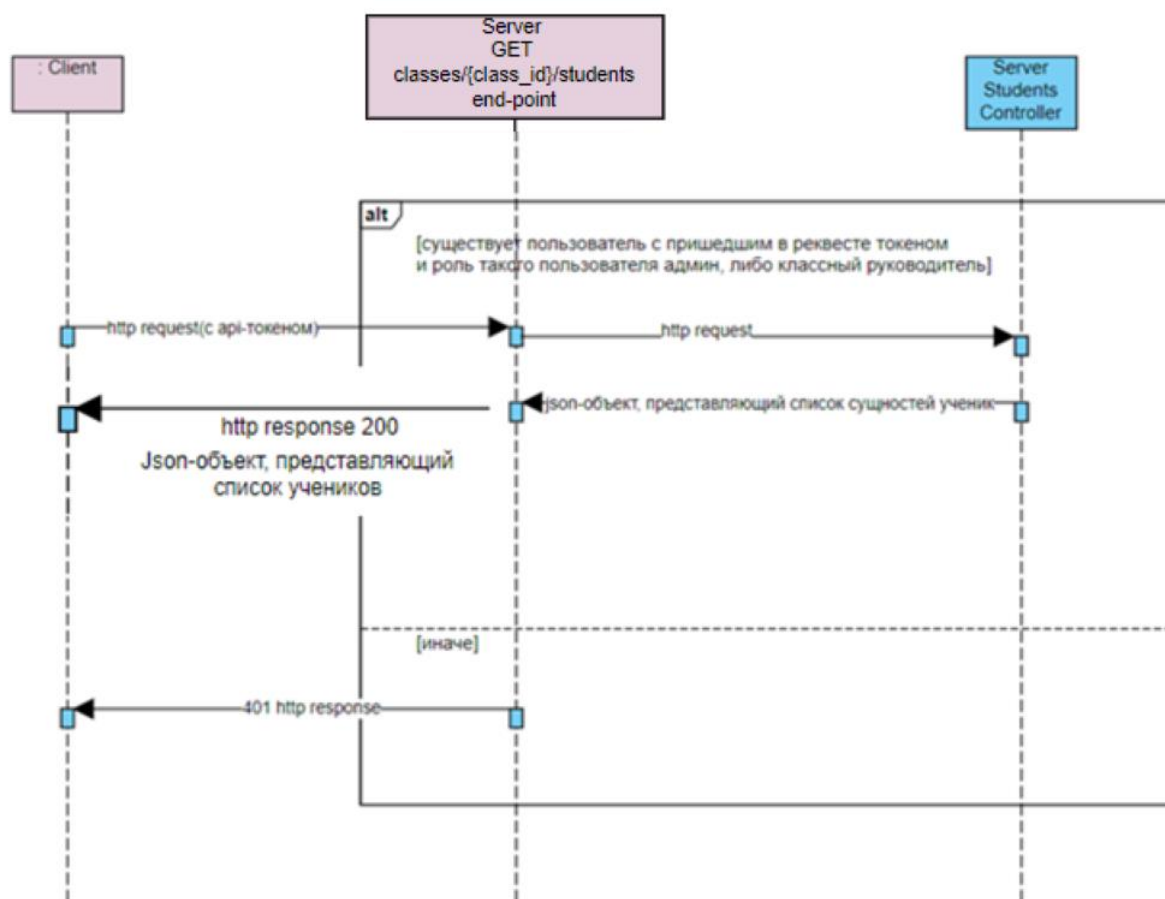 : Client
Server
GET
classes/{class_id}/students
end-point
Server
Students
Controller
alt
[существует пользователь с пришедшим в реквесте токеном
и роль такого пользователя админ, либо классный руководитель]
http request(с api-токеном)
http request
json-объект, представляющий список сущностей ученик
http response 200
Json-объект, представляющий
список учеников
[иначе]
401 http response